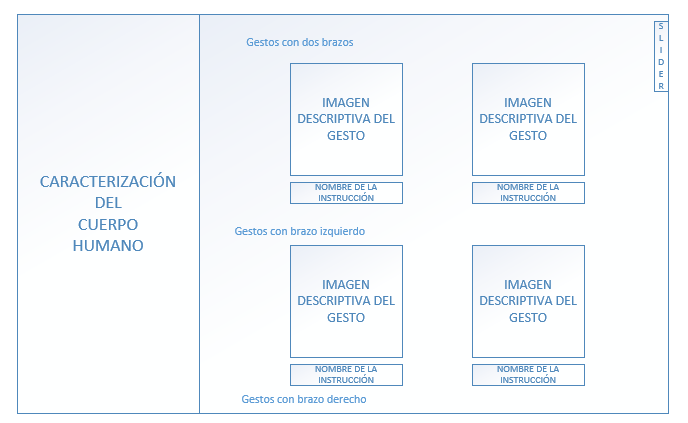 CARACTERIZACIÓN
DEL
CUERPO
HUMANO
Gestos con dos brazos
IMAGEN
DESCRIPTIVA DEL
GESTO
NOMBRE DE LA
INSTRUCCIÓN
IMAGEN
DESCRIPTIVA DEL
GESTO
NOMBRE DE LA
INSTRUCCIÓN
Gestos con brazo izquierdo
IMAGEN
DESCRIPTIVA DEL
GESTO
NOMBRE DE LA
INSTRUCCIÓN
IMAGEN
DESCRIPTIVA DEL
GESTO
NOMBRE DE LA
INSTRUCCIÓN
Gestos con brazo derecho
SLIDER